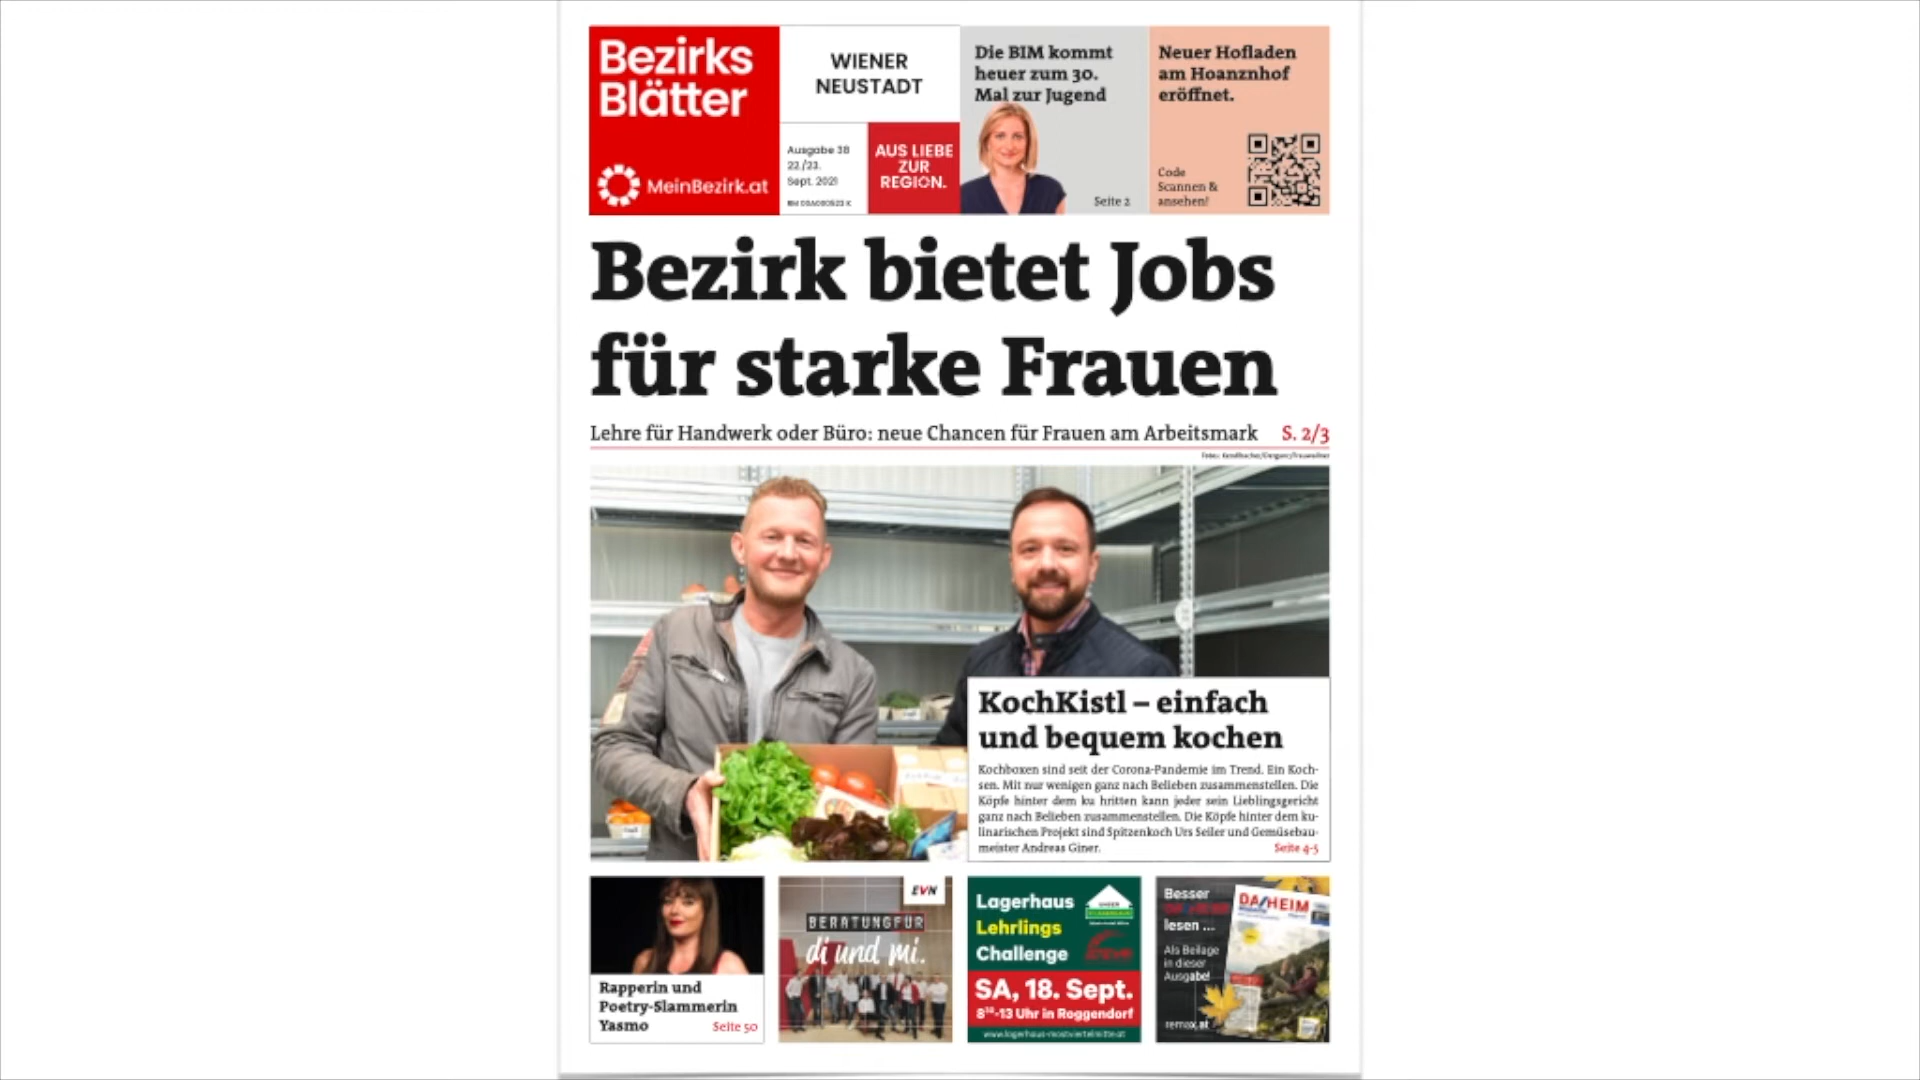 Bezirks
Blätter
MeinBezirk.at
WIENER
NEUSTADT
Ausgabe 38
22./23.
Sept. 2021
AUS LIEBE
ZUR
REGION.
Die BIM kommt
heuer zum 30.
Mal zur Jugend
Seite 2
Neuer Hofladen
am Hoanznhof
eröffnet.
Code
Scannen &
ansehen!
Bezirk bietet Jobs
für starke Frauen
Lehre für Handwerk oder Büro: neue Chancen für Frauen am Arbeitsmark S. 2/3
KochKistl – einfach
und bequem kochen
Kochboxen sind seit der Corona-Pandemie im Trend. Ein Koch-
sen. Mit nur wenigen ganz nach Belieben zusammenstellen. Die
Köpfe hinter dem ku hritten kann jeder sein Lieblingsgericht
ganz nach Belieben zusammenstellen. Die Köpfe hinter dem ku-
linarischen Projekt sind Spitzenkoch Urs Seiler und Gemüsebau-
meister Andreas Giner. Seite 4-5
Rapperin und
Poetry-Slammerin
Yasmo Seite 50
EVN
BERATUNG FÜR
di und mi.
Lagerhaus
Lehrlings
Challenge
SA, 18. Sept.
8³⁰-13 Uhr in Roggendorf
www.lagerhaus-mostviertelmitte.at
Besser
lesen ...
Als Beilage
in dieser
Ausgabe!
remax.at
DA/HEIM